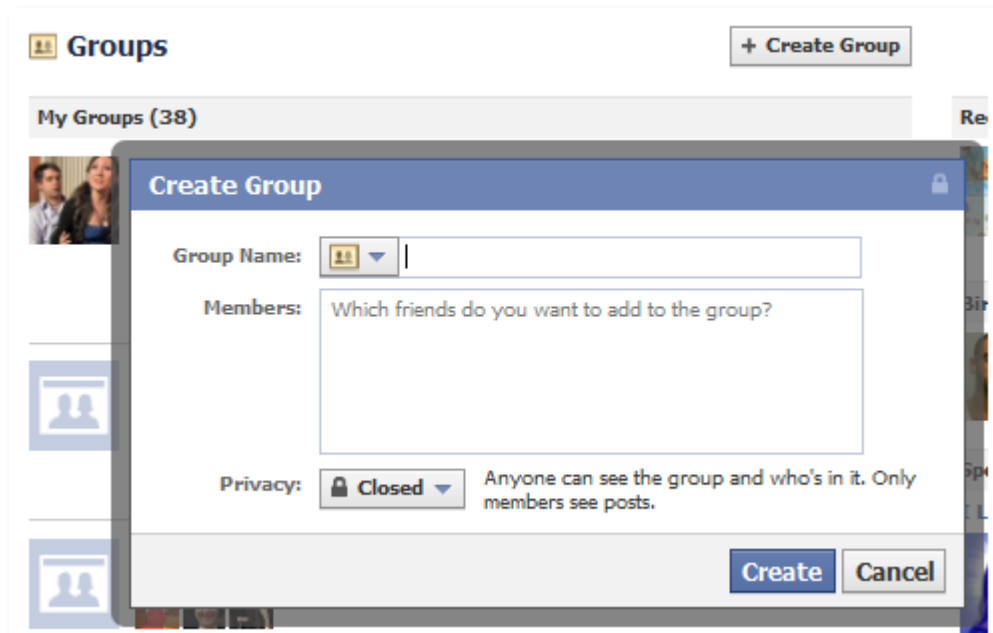 Groups
+ Create Group
My Groups (38)
Create Group
Group Name:
Members:
Which friends do you want to add to the group?
Privacy:
Closed
Anyone can see the group and who's in it. Only
members see posts.
Create
Cancel